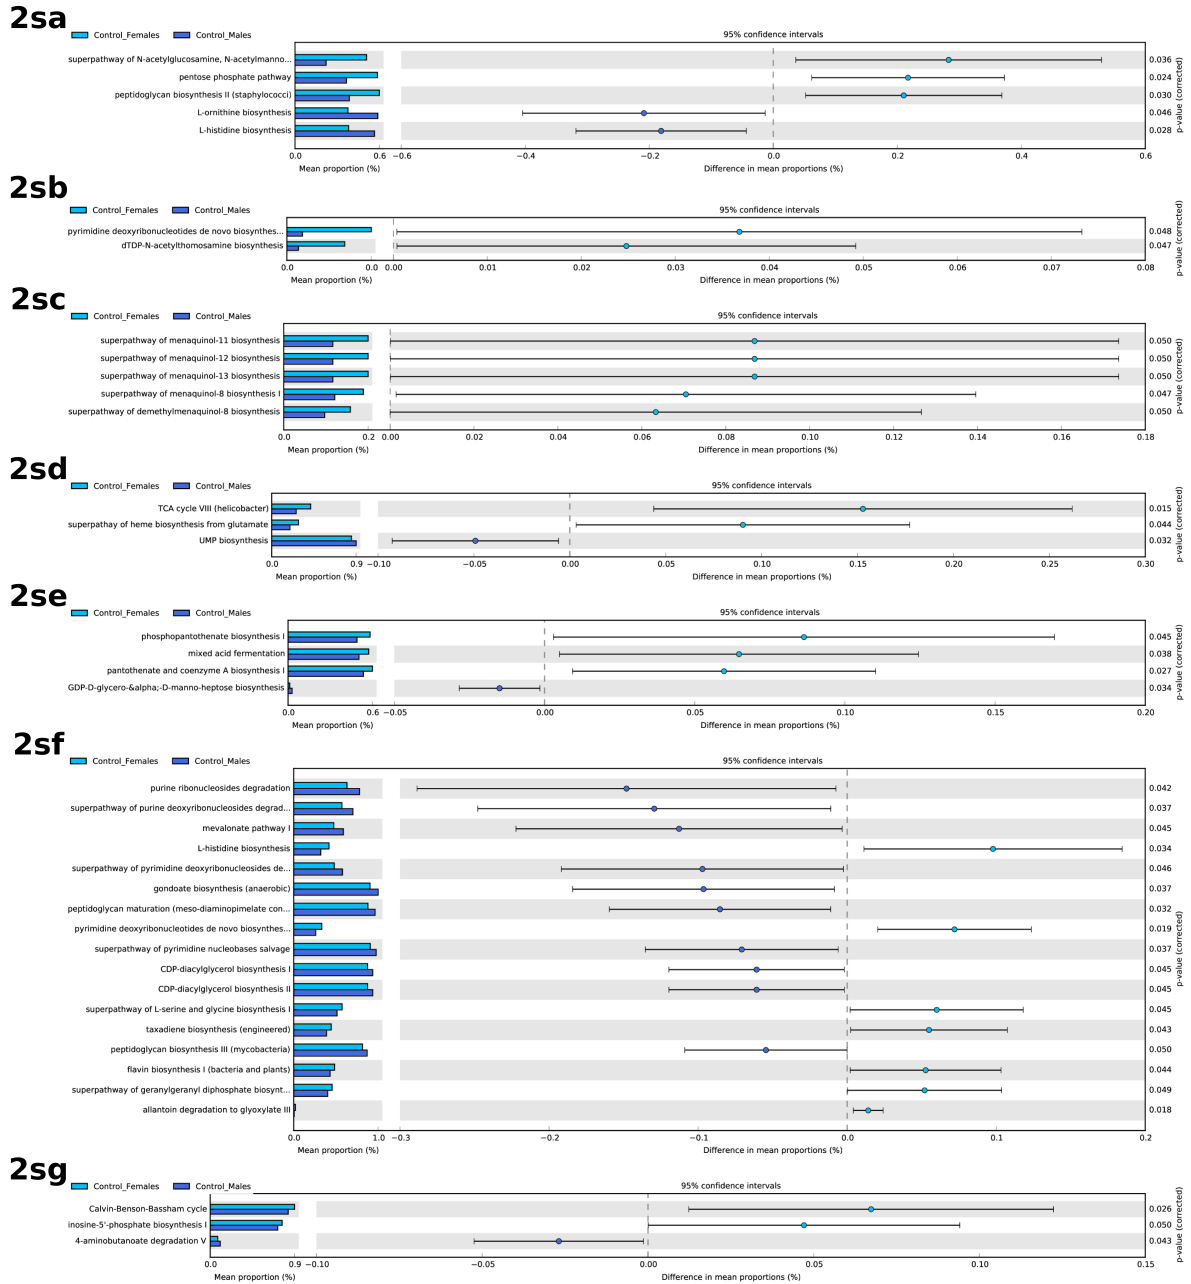 2sa
Control_Females Control_Males 95% confidence intervals
superpathway of N-acetylglucosamine, N-acetylmanno... 0.036
pentose phosphate pathway 0.024
peptidoglycan biosynthesis II (staphylococci) 0.030
L-ornithine biosynthesis 0.046
L-histidine biosynthesis 0.028
p-value (corrected)
0.0 0.6 −0.6 −0.4 −0.2 0.0 0.2 0.4 0.6
Mean proportion (%) Difference in mean proportions (%)
2sb
Control_Females Control_Males 95% confidence intervals
pyrimidine deoxyribonucleotides de novo biosynthes... 0.048
dTDP-N-acetylthomosamine biosynthesis 0.047
p-value (corrected)
0.0 0.0 0.00 0.01 0.02 0.03 0.04 0.05 0.06 0.07 0.08
Mean proportion (%) Difference in mean proportions (%)
2sc
Control_Females Control_Males 95% confidence intervals
superpathway of menaquinol-11 biosynthesis 0.050
superpathway of menaquinol-12 biosynthesis 0.050
superpathway of menaquinol-13 biosynthesis 0.050
superpathway of menaquinol-8 biosynthesis I 0.047
superpathway of demethylmenaquinol-8 biosynthesis 0.050
p-value (corrected)
0.0 0.2 0.00 0.02 0.04 0.06 0.08 0.10 0.12 0.14 0.16 0.18
Mean proportion (%) Difference in mean proportions (%)
2sd
Control_Females Control_Males 95% confidence intervals
TCA cycle VIII (helicobacter) 0.015
superpathay of heme biosynthesis from glutamate 0.044
UMP biosynthesis 0.032
p-value (corrected)
0.0 0.9 −0.10 −0.05 0.00 0.05 0.10 0.15 0.20 0.25 0.30
Mean proportion (%) Difference in mean proportions (%)
2se
Control_Females Control_Males 95% confidence intervals
phosphopantothenate biosynthesis I 0.045
mixed acid fermentation 0.038
pantothenate and coenzyme A biosynthesis I 0.027
GDP-D-glycero-&alpha;-D-manno-heptose biosynthesis 0.034
p-value (corrected)
0.0 0.6 −0.05 0.00 0.05 0.10 0.15 0.20
Mean proportion (%) Difference in mean proportions (%)
2sf
Control_Females Control_Males 95% confidence intervals
purine ribonucleosides degradation 0.042
superpathway of purine deoxyribonucleosides degrad... 0.037
mevalonate pathway I 0.045
L-histidine biosynthesis 0.034
superpathway of pyrimidine deoxyribonucleosides de... 0.046
gondoate biosynthesis (anaerobic) 0.037
peptidoglycan maturation (meso-diaminopimelate con... 0.032
pyrimidine deoxyribonucleotides de novo biosynthes... 0.019
superpathway of pyrimidine nucleobases salvage 0.037
CDP-diacylglycerol biosynthesis I 0.045
CDP-diacylglycerol biosynthesis II 0.045
superpathway of L-serine and glycine biosynthesis I 0.045
taxadiene biosynthesis (engineered) 0.043
peptidoglycan biosynthesis III (mycobacteria) 0.050
flavin biosynthesis I (bacteria and plants) 0.044
superpathway of geranylgeranyl diphosphate biosynt... 0.049
allantoin degradation to glyoxylate III 0.018
p-value (corrected)
0.0 1.0 −0.3 −0.2 −0.1 0.0 0.1 0.2
Mean proportion (%) Difference in mean proportions (%)
2sg
Control_Females Control_Males 95% confidence intervals
Calvin-Benson-Bassham cycle 0.026
inosine-5'-phosphate biosynthesis I 0.050
4-aminobutanoate degradation V 0.043
p-value (corrected)
0.0 0.9 −0.10 −0.05 0.00 0.05 0.10 0.15
Mean proportion (%) Difference in mean proportions (%)